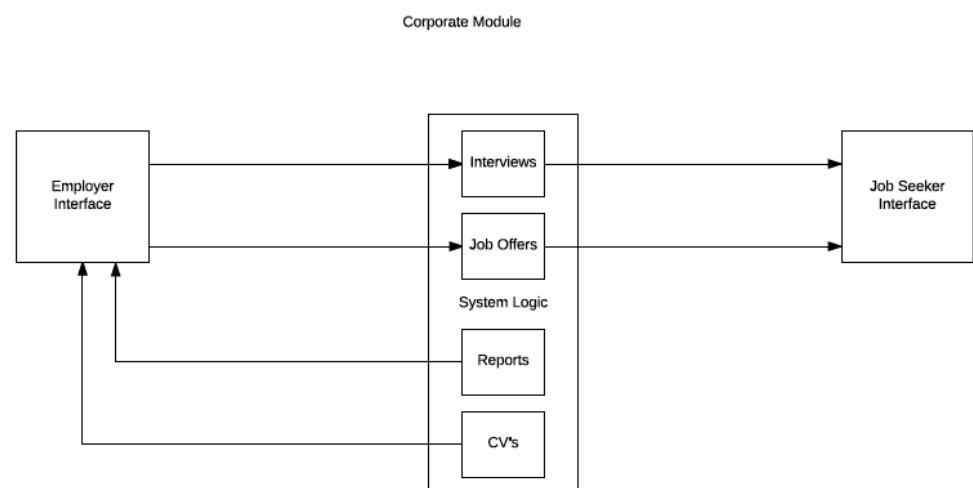 Corporate Module
Employer
Interface
Interviews
Job Offers
System Logic
Reports
CV's
Job Seeker
Interface